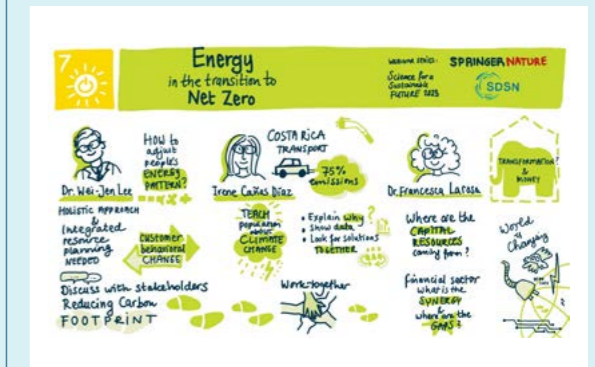 7
Energy
in the transition to
Net Zero
WEBINAR SERIES:
Science for a
Sustainable
FUTURE 2023
SPRINGER NATURE
SDSN
Dr. Wei-Jen Lee
HOW to
adjust
people's
ENERGY
PATTERN?
HOLISTIC APPROACH
&
Integrated
resource
planning
NEEDED
Customer
behavioral
CHANGE
Discuss with stakeholders
Reducing Carbon
FOOTPRINT
COSTA RICA
TRANSPORT
75%
emissions
Irene Cañas Díaz
TEACH
population
about
CLIMATE
CHANGE
• Explain why
• Show data
• Look for solutions
TOGETHER
Work together
Dr. Francesca Larosa
TRANSFORMATION
&
MONEY
Where are the
CAPITAL
RESOURCES
coming from?
Financial sector
what is the
SYNERGY
&
where are the
GAPS?
World
is
Changing